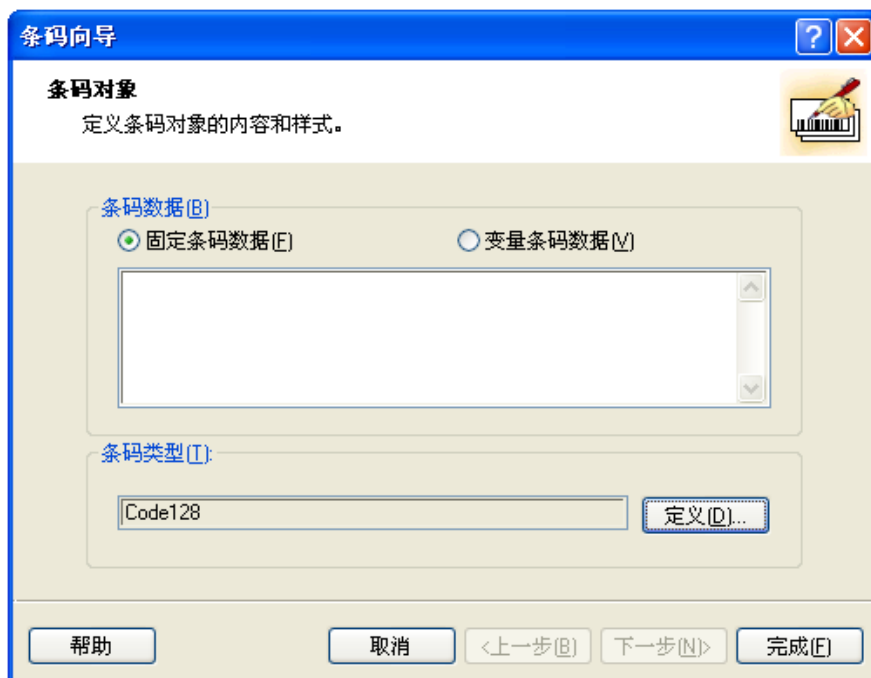 条码向导
条码对象
定义条码对象的内容和样式。
条码数据(B)
固定条码数据(F) 变量条码数据(V)
条码类型(T):
Code128 定义(D)...
帮助 取消 <上一步(B) 下一步(N)> 完成(F)